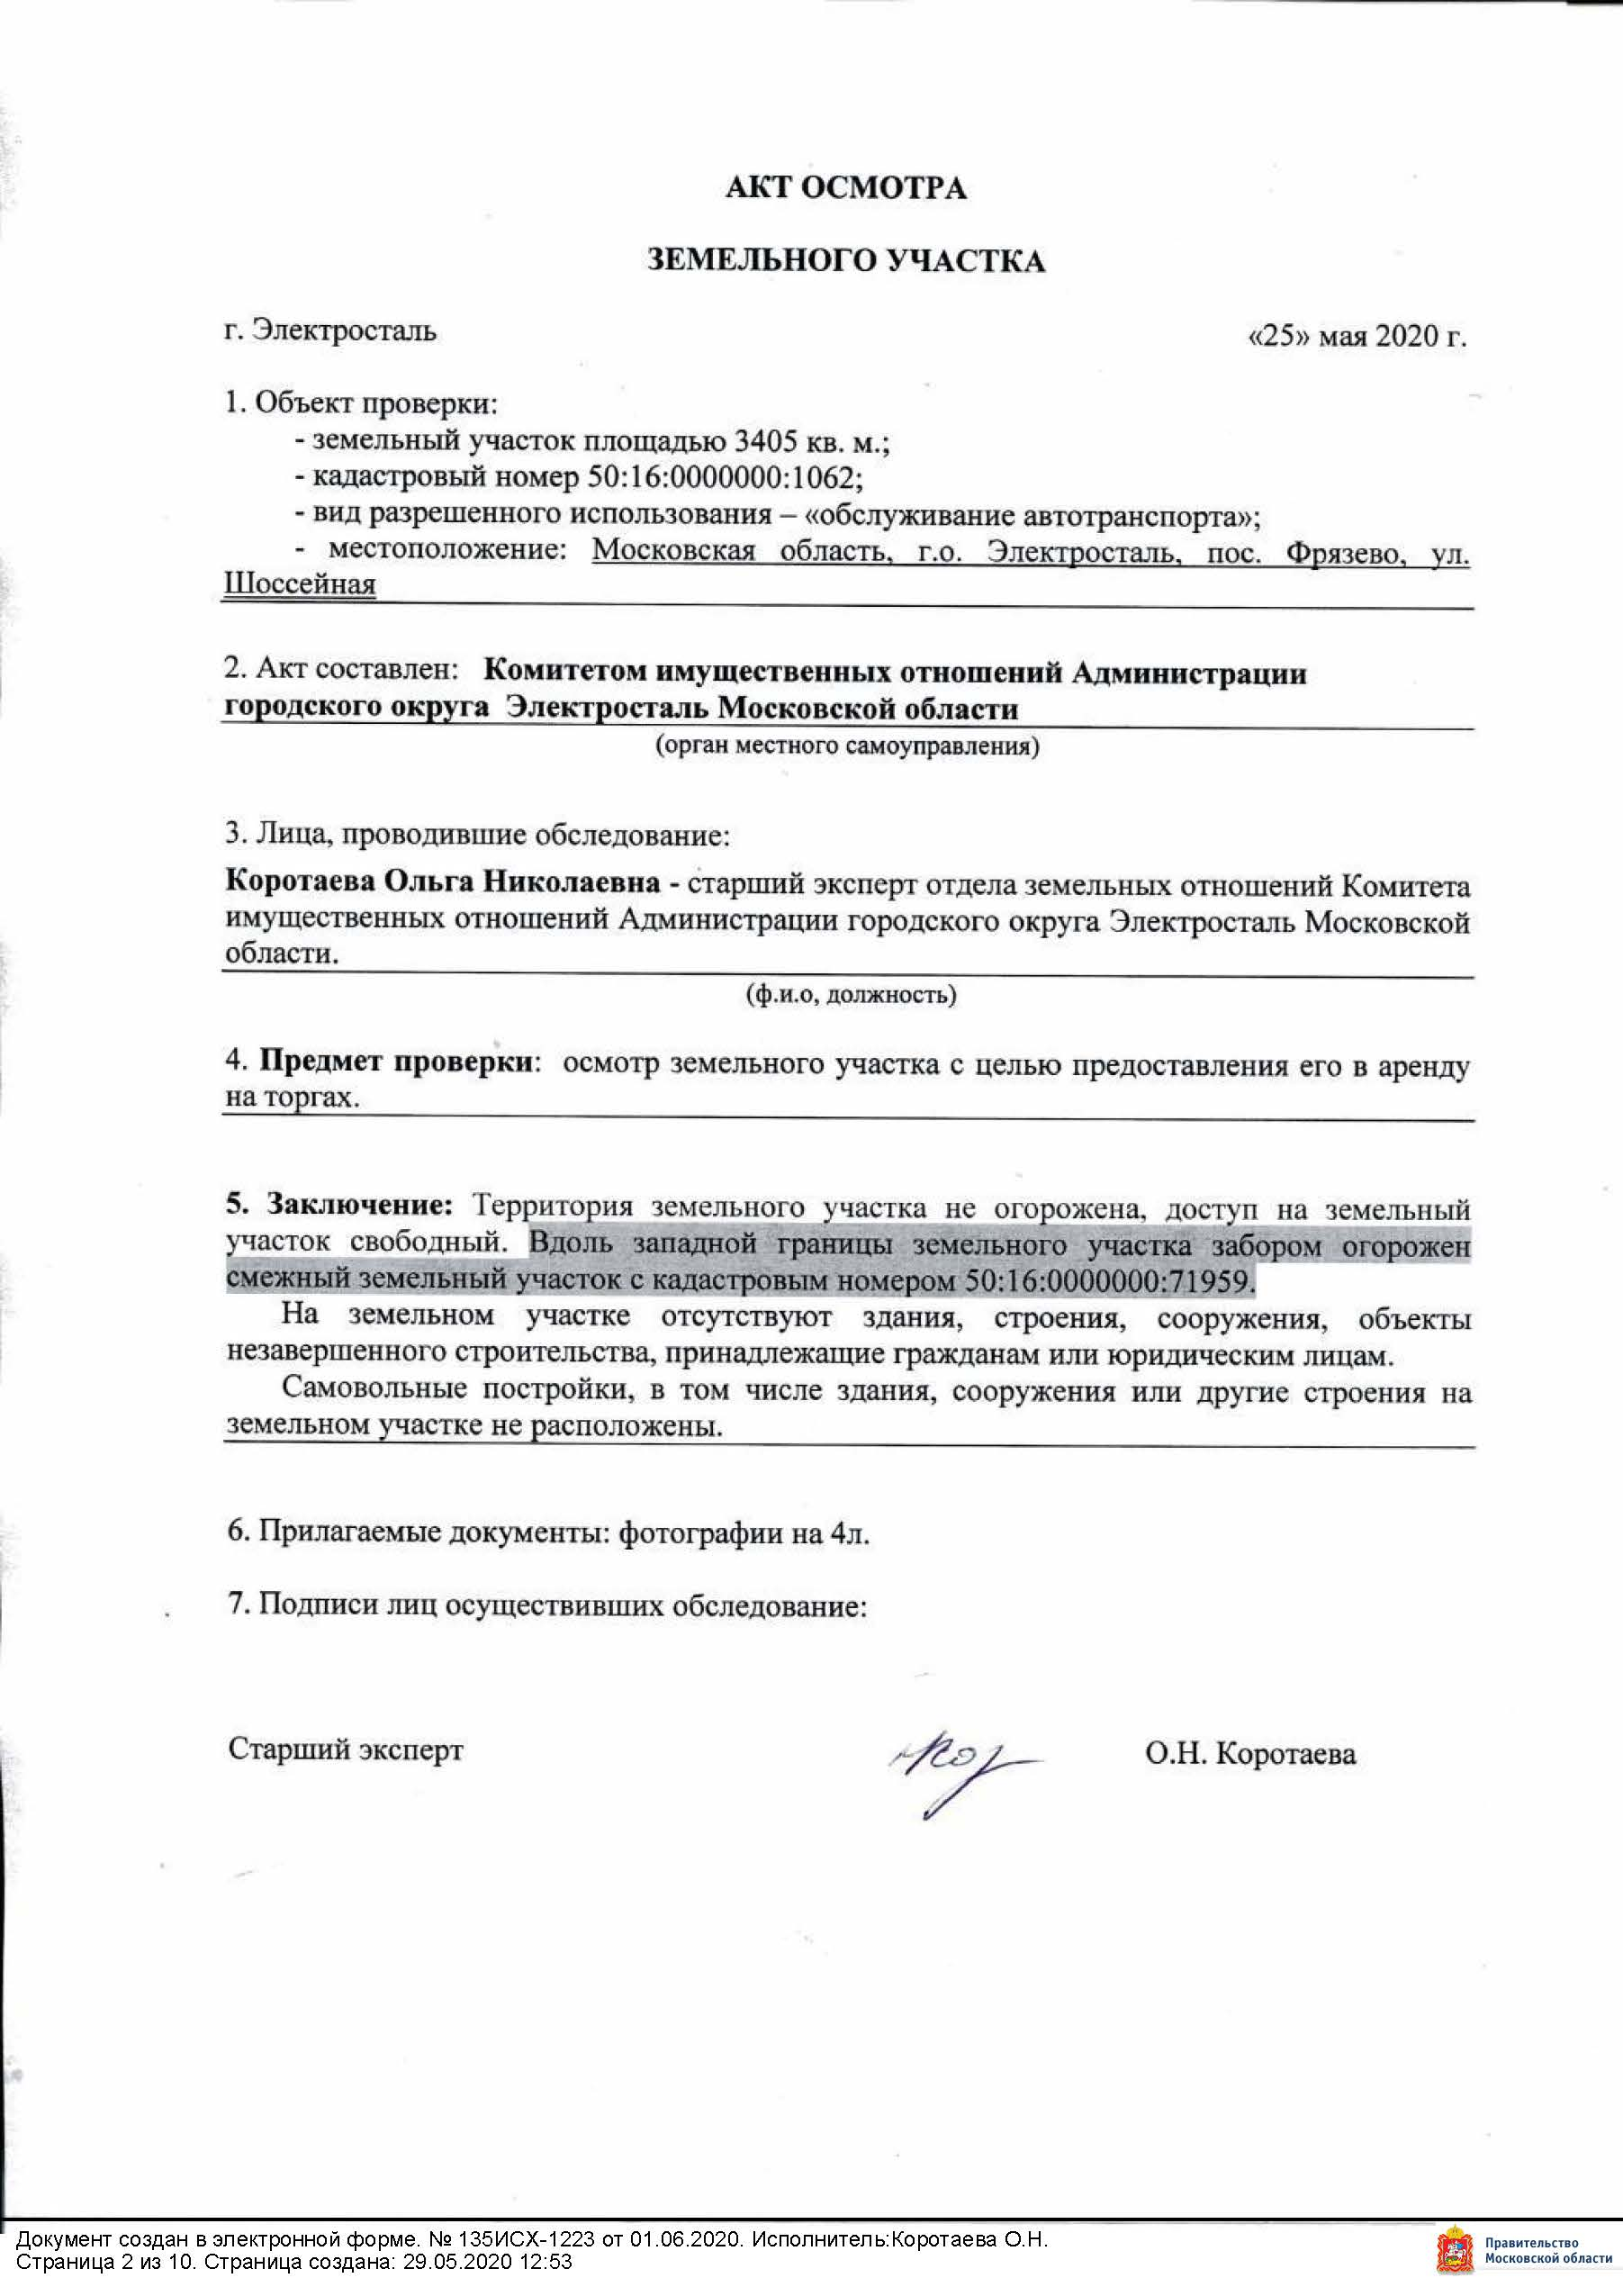 АКТ ОСМОТРА
ЗЕМЕЛЬНОГО УЧАСТКА
г. Электросталь «25» мая 2020 г.
1. Объект проверки:
- земельный участок площадью 3405 кв. м.;
- кадастровый номер 50:16:0000000:1062;
- вид разрешенного использования – «обслуживание автотранспорта»;
- местоположение: Московская область, г.о. Электросталь, пос. Фрязево, ул.
Шоссейная
2. Акт составлен: Комитетом имущественных отношений Администрации
городского округа Электросталь Московской области
(орган местного самоуправления)
3. Лица, проводившие обследование:
Коротаева Ольга Николаевна - старший эксперт отдела земельных отношений Комитета
имущественных отношений Администрации городского округа Электросталь Московской
области.
(ф.и.о, должность)
4. Предмет проверки: осмотр земельного участка с целью предоставления его в аренду
на торгах.
5. Заключение: Территория земельного участка не огорожена, доступ на земельный
участок свободный. Вдоль западной границы земельного участка забором огорожен
смежный земельный участок с кадастровым номером 50:16:0000000:71959.
На земельном участке отсутствуют здания, строения, сооружения, объекты
незавершенного строительства, принадлежащие гражданам или юридическим лицам.
Самовольные постройки, в том числе здания, сооружения или другие строения на
земельном участке не расположены.
6. Прилагаемые документы: фотографии на 4л.
7. Подписи лиц осуществивших обследование:
Старший эксперт О.Н. Коротаева
Документ создан в электронной форме. № 135ИСХ-1223 от 01.06.2020. Исполнитель:Коротаева О.Н.
Страница 2 из 10. Страница создана: 29.05.2020 12:53
Правительство
Московской области